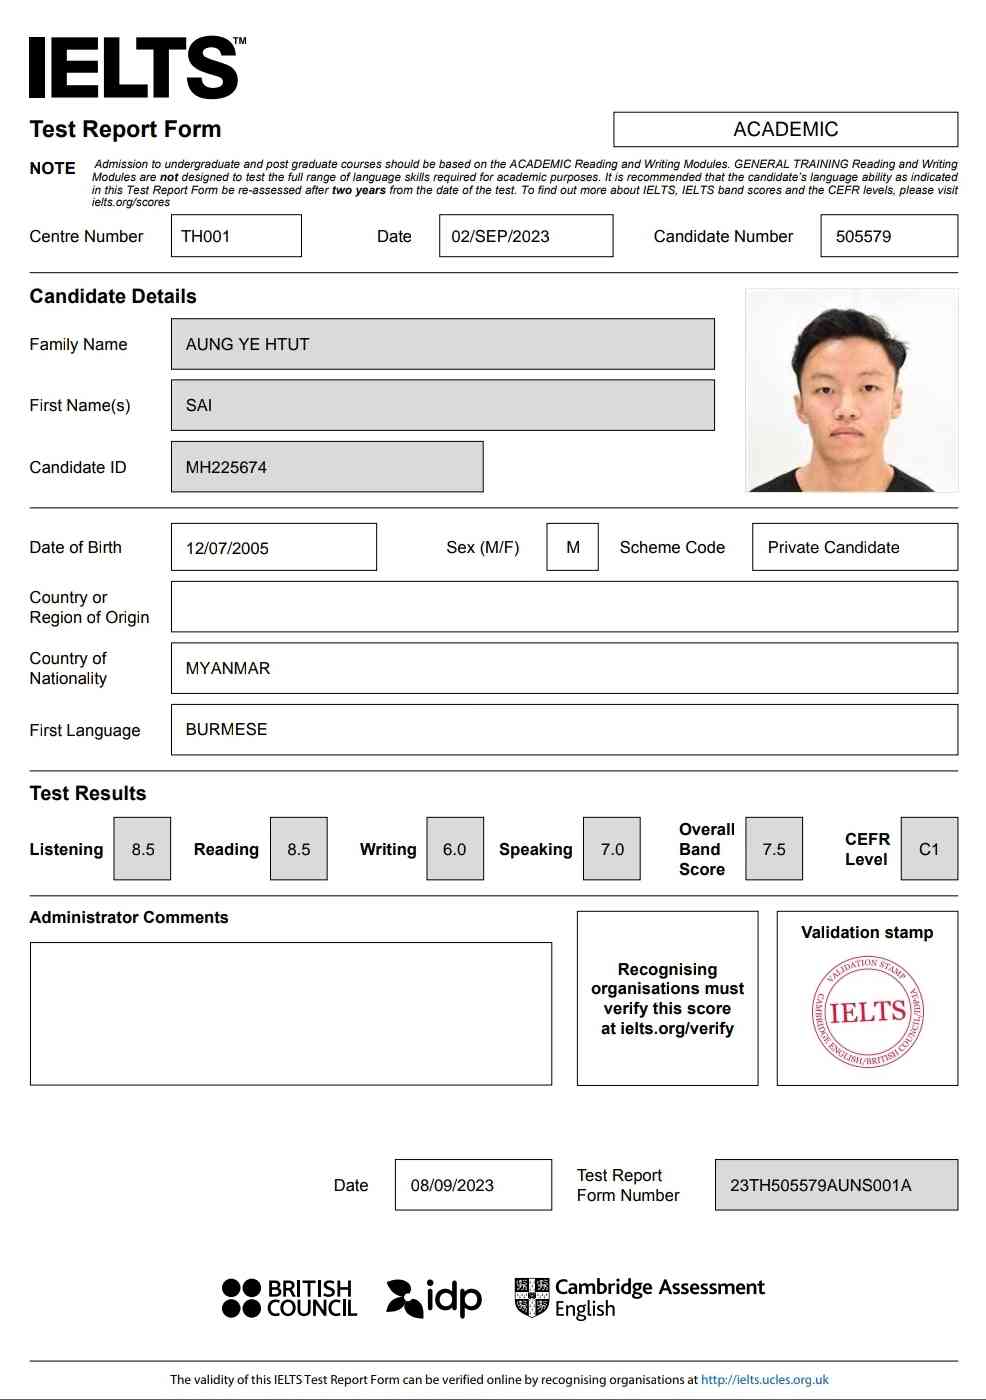 IELTS™
Test Report Form
ACADEMIC
NOTE
Admission to undergraduate and post graduate courses should be based on the ACADEMIC Reading and Writing Modules. GENERAL TRAINING Reading and Writing
Modules are not designed to test the full range of language skills required for academic purposes. It is recommended that the candidate's language ability as indicated
in this Test Report Form be re-assessed after two years from the date of the test. To find out more about IELTS, IELTS band scores and the CEFR levels, please visit
ielts.org/scores
Centre Number TH001 Date 02/SEP/2023 Candidate Number 505579
Candidate Details
Family Name AUNG YE HTUT
First Name(s) SAI
Candidate ID MH225674
Date of Birth 12/07/2005 Sex (M/F) M Scheme Code Private Candidate
Country or
Region of Origin
Country of
Nationality
MYANMAR
First Language BURMESE
Test Results
Listening 8.5 Reading 8.5 Writing 6.0 Speaking 7.0
Overall
Band
Score
7.5
CEFR
Level
C1
Administrator Comments
Recognising
organisations must
verify this score
at ielts.org/verify
Validation stamp
VALIDATION STAMP
IELTS
CAMBRIDGE ENGLISH/BRITISH COUNCIL/IDP:IA
Date 08/09/2023
Test Report
Form Number
23TH505579AUNS001A
BRITISH
COUNCIL
idp
Cambridge Assessment
English
The validity of this IELTS Test Report Form can be verified online by recognising organisations at http://ielts.ucles.org.uk